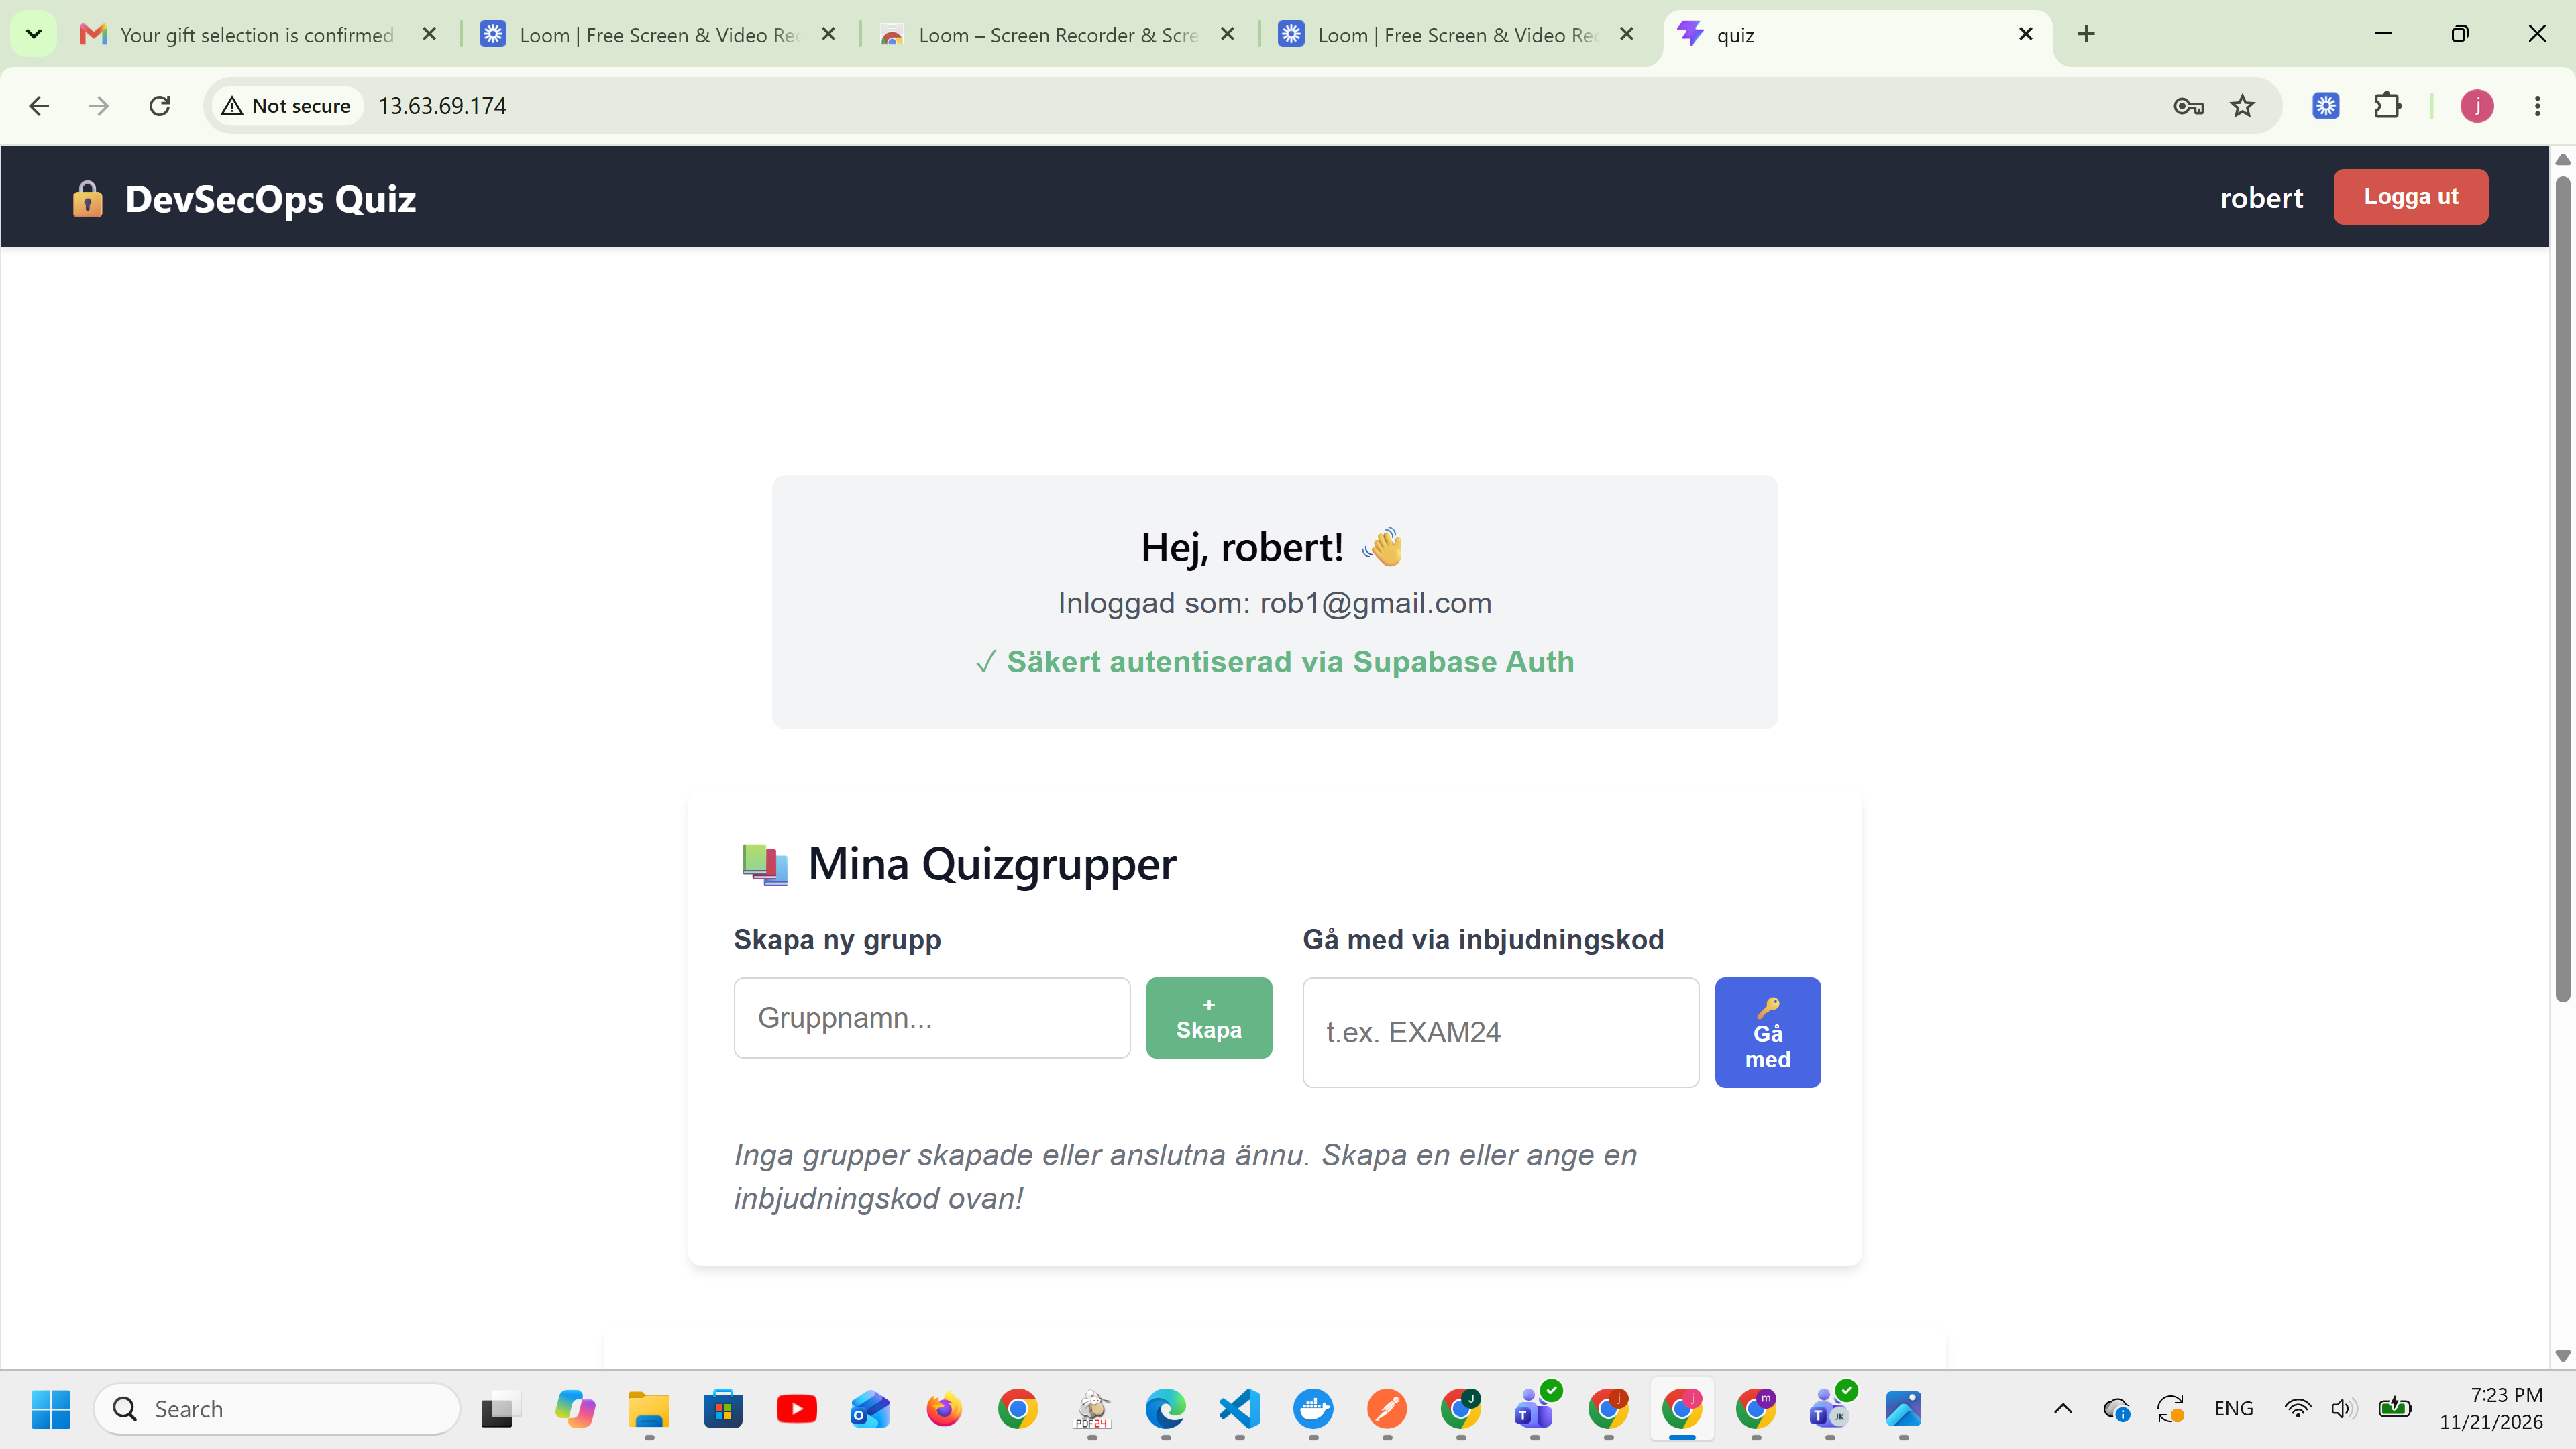 Your gift selection is confirmed
Loom | Free Screen & Video Rec
Loom – Screen Recorder & Scre
Loom | Free Screen & Video Rec
quiz
Not secure
13.63.69.174
j
DevSecOps Quiz
robert
Logga ut
Hej, robert!
Inloggad som: rob1@gmail.com
✓ Säkert autentiserad via Supabase Auth
Mina Quizgrupper
Skapa ny grupp
Gå med via inbjudningskod
Gruppnamn...
+
Skapa
t.ex. EXAM24
Gå
med
Inga grupper skapade eller anslutna ännu. Skapa en eller ange en
inbjudningskod ovan!
Search
PDF24
J
j
j
m
JK
ENG
7:23 PM
11/21/2026